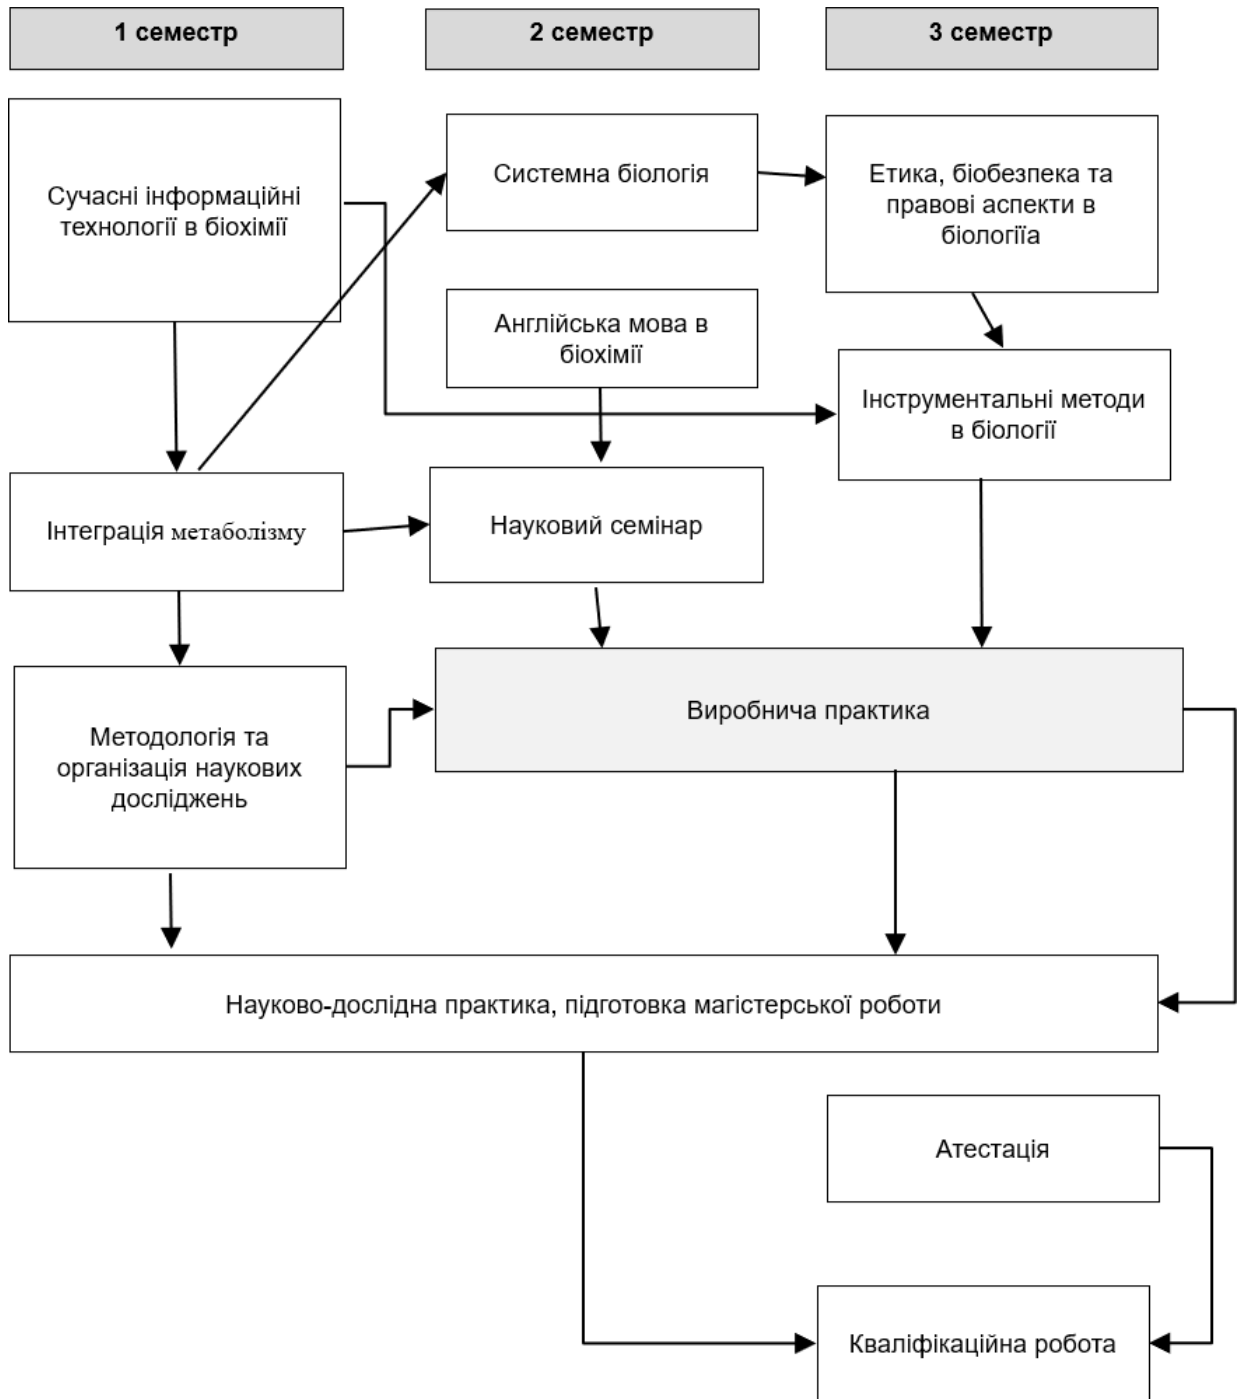 1 семестр
2 семестр
3 семестр
Сучасні інформаційні
технології в біохімії
Системна біологія
Етика, біобезпека та
правові аспекти в
біологіїа
Англійська мова в
біохімії
Інструментальні методи
в біології
Інтеграція метаболізму
Науковий семінар
Методологія та
організація наукових
досліджень
Виробнича практика
Науково-дослідна практика, підготовка магістерської роботи
Атестація
Кваліфікаційна робота